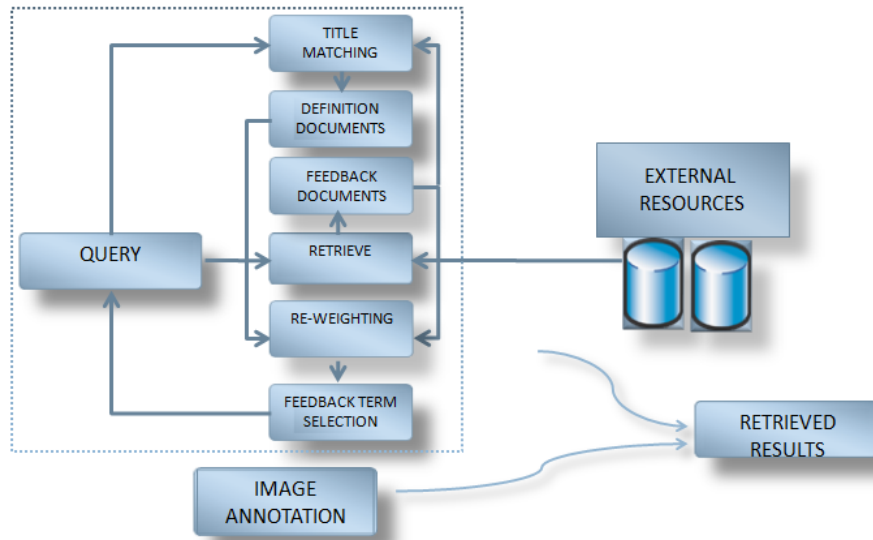 TITLE
MATCHING
DEFINITION
DOCUMENTS
FEEDBACK
DOCUMENTS
EXTERNAL
RESOURCES
QUERY
RETRIEVE
RE-WEIGHTING
FEEDBACK TERM
SELECTION
RETRIEVED
RESULTS
IMAGE
ANNOTATION